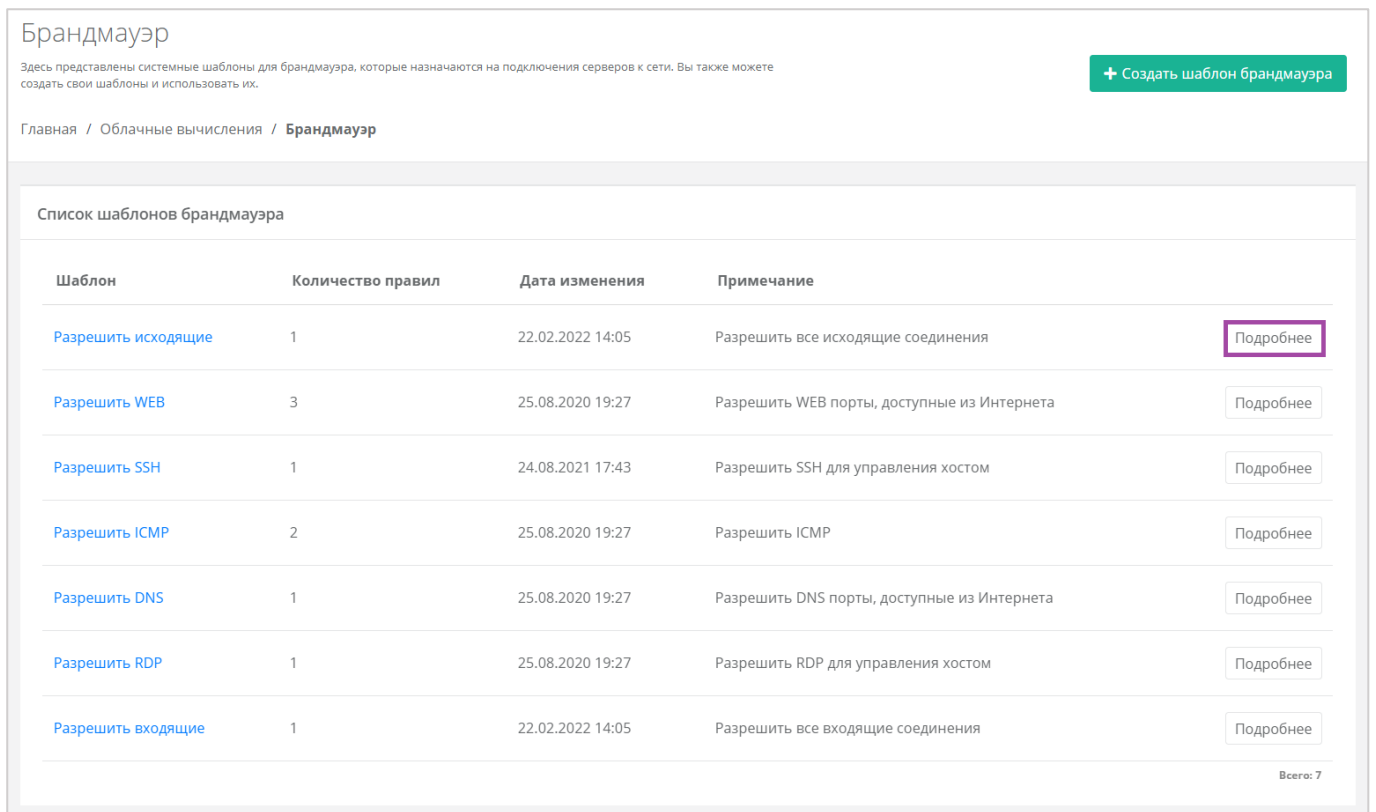 Брандмауэр
Здесь представлены системные шаблоны для брандмауэра, которые назначаются на подключения серверов к сети. Вы также можете
создать свои шаблоны и использовать их.
+ Создать шаблон брандмауэра
Главная / Облачные вычисления / Брандмауэр
Список шаблонов брандмауэра
Шаблон Количество правил Дата изменения Примечание
Разрешить исходящие 1 22.02.2022 14:05 Разрешить все исходящие соединения Подробнее
Разрешить WEB 3 25.08.2020 19:27 Разрешить WEB порты, доступные из Интернета Подробнее
Разрешить SSH 1 24.08.2021 17:43 Разрешить SSH для управления хостом Подробнее
Разрешить ICMP 2 25.08.2020 19:27 Разрешить ICMP Подробнее
Разрешить DNS 1 25.08.2020 19:27 Разрешить DNS порты, доступные из Интернета Подробнее
Разрешить RDP 1 25.08.2020 19:27 Разрешить RDP для управления хостом Подробнее
Разрешить входящие 1 22.02.2022 14:05 Разрешить все входящие соединения Подробнее
Всего: 7